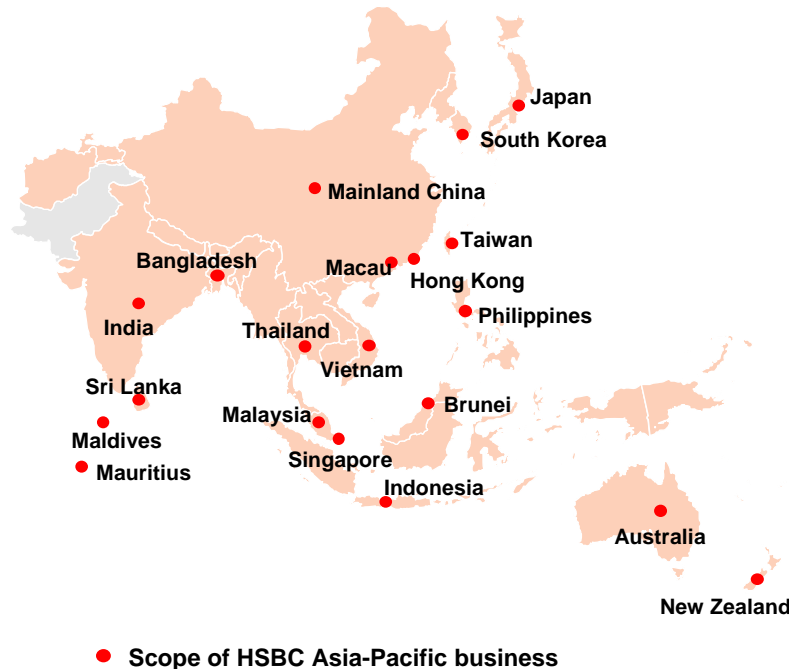 Japan
South Korea
Mainland China
Taiwan
Bangladesh
Macau
Hong Kong
India
Thailand
Philippines
Vietnam
Sri Lanka
Malaysia
Brunei
Maldives
Singapore
Mauritius
Indonesia
Australia
New Zealand
Scope of HSBC Asia-Pacific business